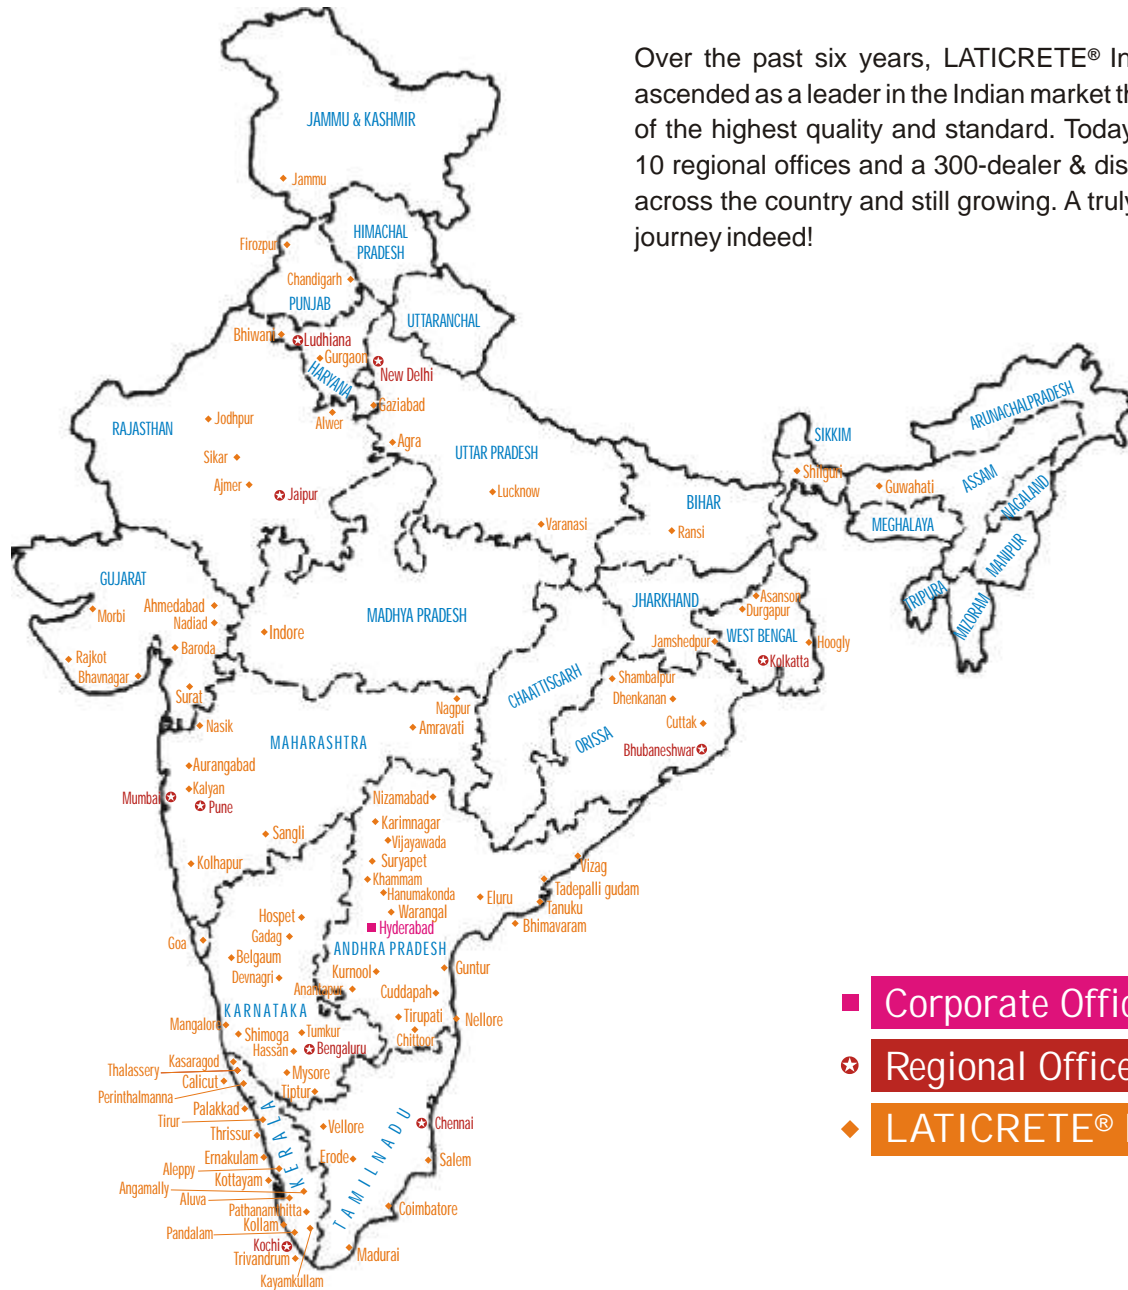 Over the past six years, LATICRETE® In
ascended as a leader in the Indian market th
of the highest quality and standard. Today
10 regional offices and a 300-dealer & dis
across the country and still growing. A truly
journey indeed!
JAMMU & KASHMIR
Jammu
HIMACHAL
PRADESH
Firozpur
Chandigarh
PUNJAB
UTTARANCHAL
Bhiwani
Ludhiana
Gurgaon
New Delhi
HARYANA
Gaziabad
Alwer
Jodhpur
RAJASTHAN
Agra
UTTAR PRADESH
Sikar
Ajmer
Jaipur
Lucknow
Varanasi
ARUNACHALPRADESH
SIKKIM
Shilguri
ASSAM
Guwahati
NAGALAND
BIHAR
MEGHALAYA
Ransi
MANIPUR
TRIPURA
MIZORAM
GUJARAT
Ahmedabad
Morbi
Nadiad
Indore
MADHYA PRADESH
JHARKHAND
Asanson
Durgapur
WEST BENGAL
Jamshedpur
Hoogly
Kolkatta
Baroda
Rajkot
Bhavnagar
Surat
CHAATTISGARH
Shambalpur
Dhenkanan
Cuttak
ORISSA
Bhubaneshwar
Nagpur
Amravati
Nasik
MAHARASHTRA
Aurangabad
Kalyan
Mumbai
Pune
Nizamabad
Karimnagar
Sangli
Vijayawada
Kolhapur
Suryapet
Vizag
Khammam
Tadepalli gudam
Hanumakonda
Eluru
Tanuku
Warangal
Bhimavaram
Hospet
Hyderabad
Gadag
Goa
ANDHRA PRADESH
Belgaum
Kurnool
Guntur
Devnagri
Anantapur
Cuddapah
KARNATAKA
Tirupati
Nellore
Mangalore
Shimoga
Tumkur
Chittoor
Hassan
Bengaluru
Kasaragod
Thalassery
Mysore
Calicut
Tiptur
Perinthalmanna
Palakkad
Tirur
Vellore
Chennai
Thrissur
KERALA
TAMILNADU
Ernakulam
Erode
Salem
Aleppy
Kottayam
Angamally
Aluva
Pathanamthitta
Coimbatore
Kollam
Pandalam
Kochi
Madurai
Trivandrum
Kayamkullam
Corporate Offic
Regional Office
LATICRETE®